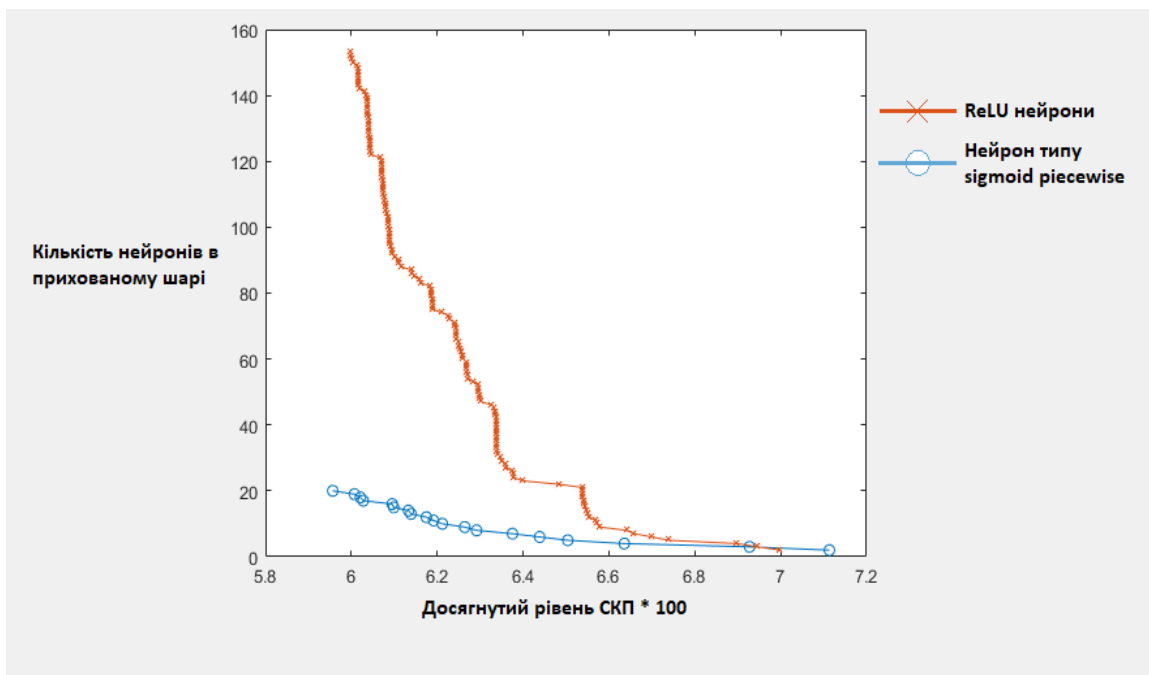 160
140
120
100
80
60
40
20
0
5.8
6
6.2
6.4
6.6
6.8
7
7.2
Кількість нейронів в
прихованому шарі
Досягнутий рівень СКП * 100
ReLU нейрони
Нейрон типу
sigmoid piecewise